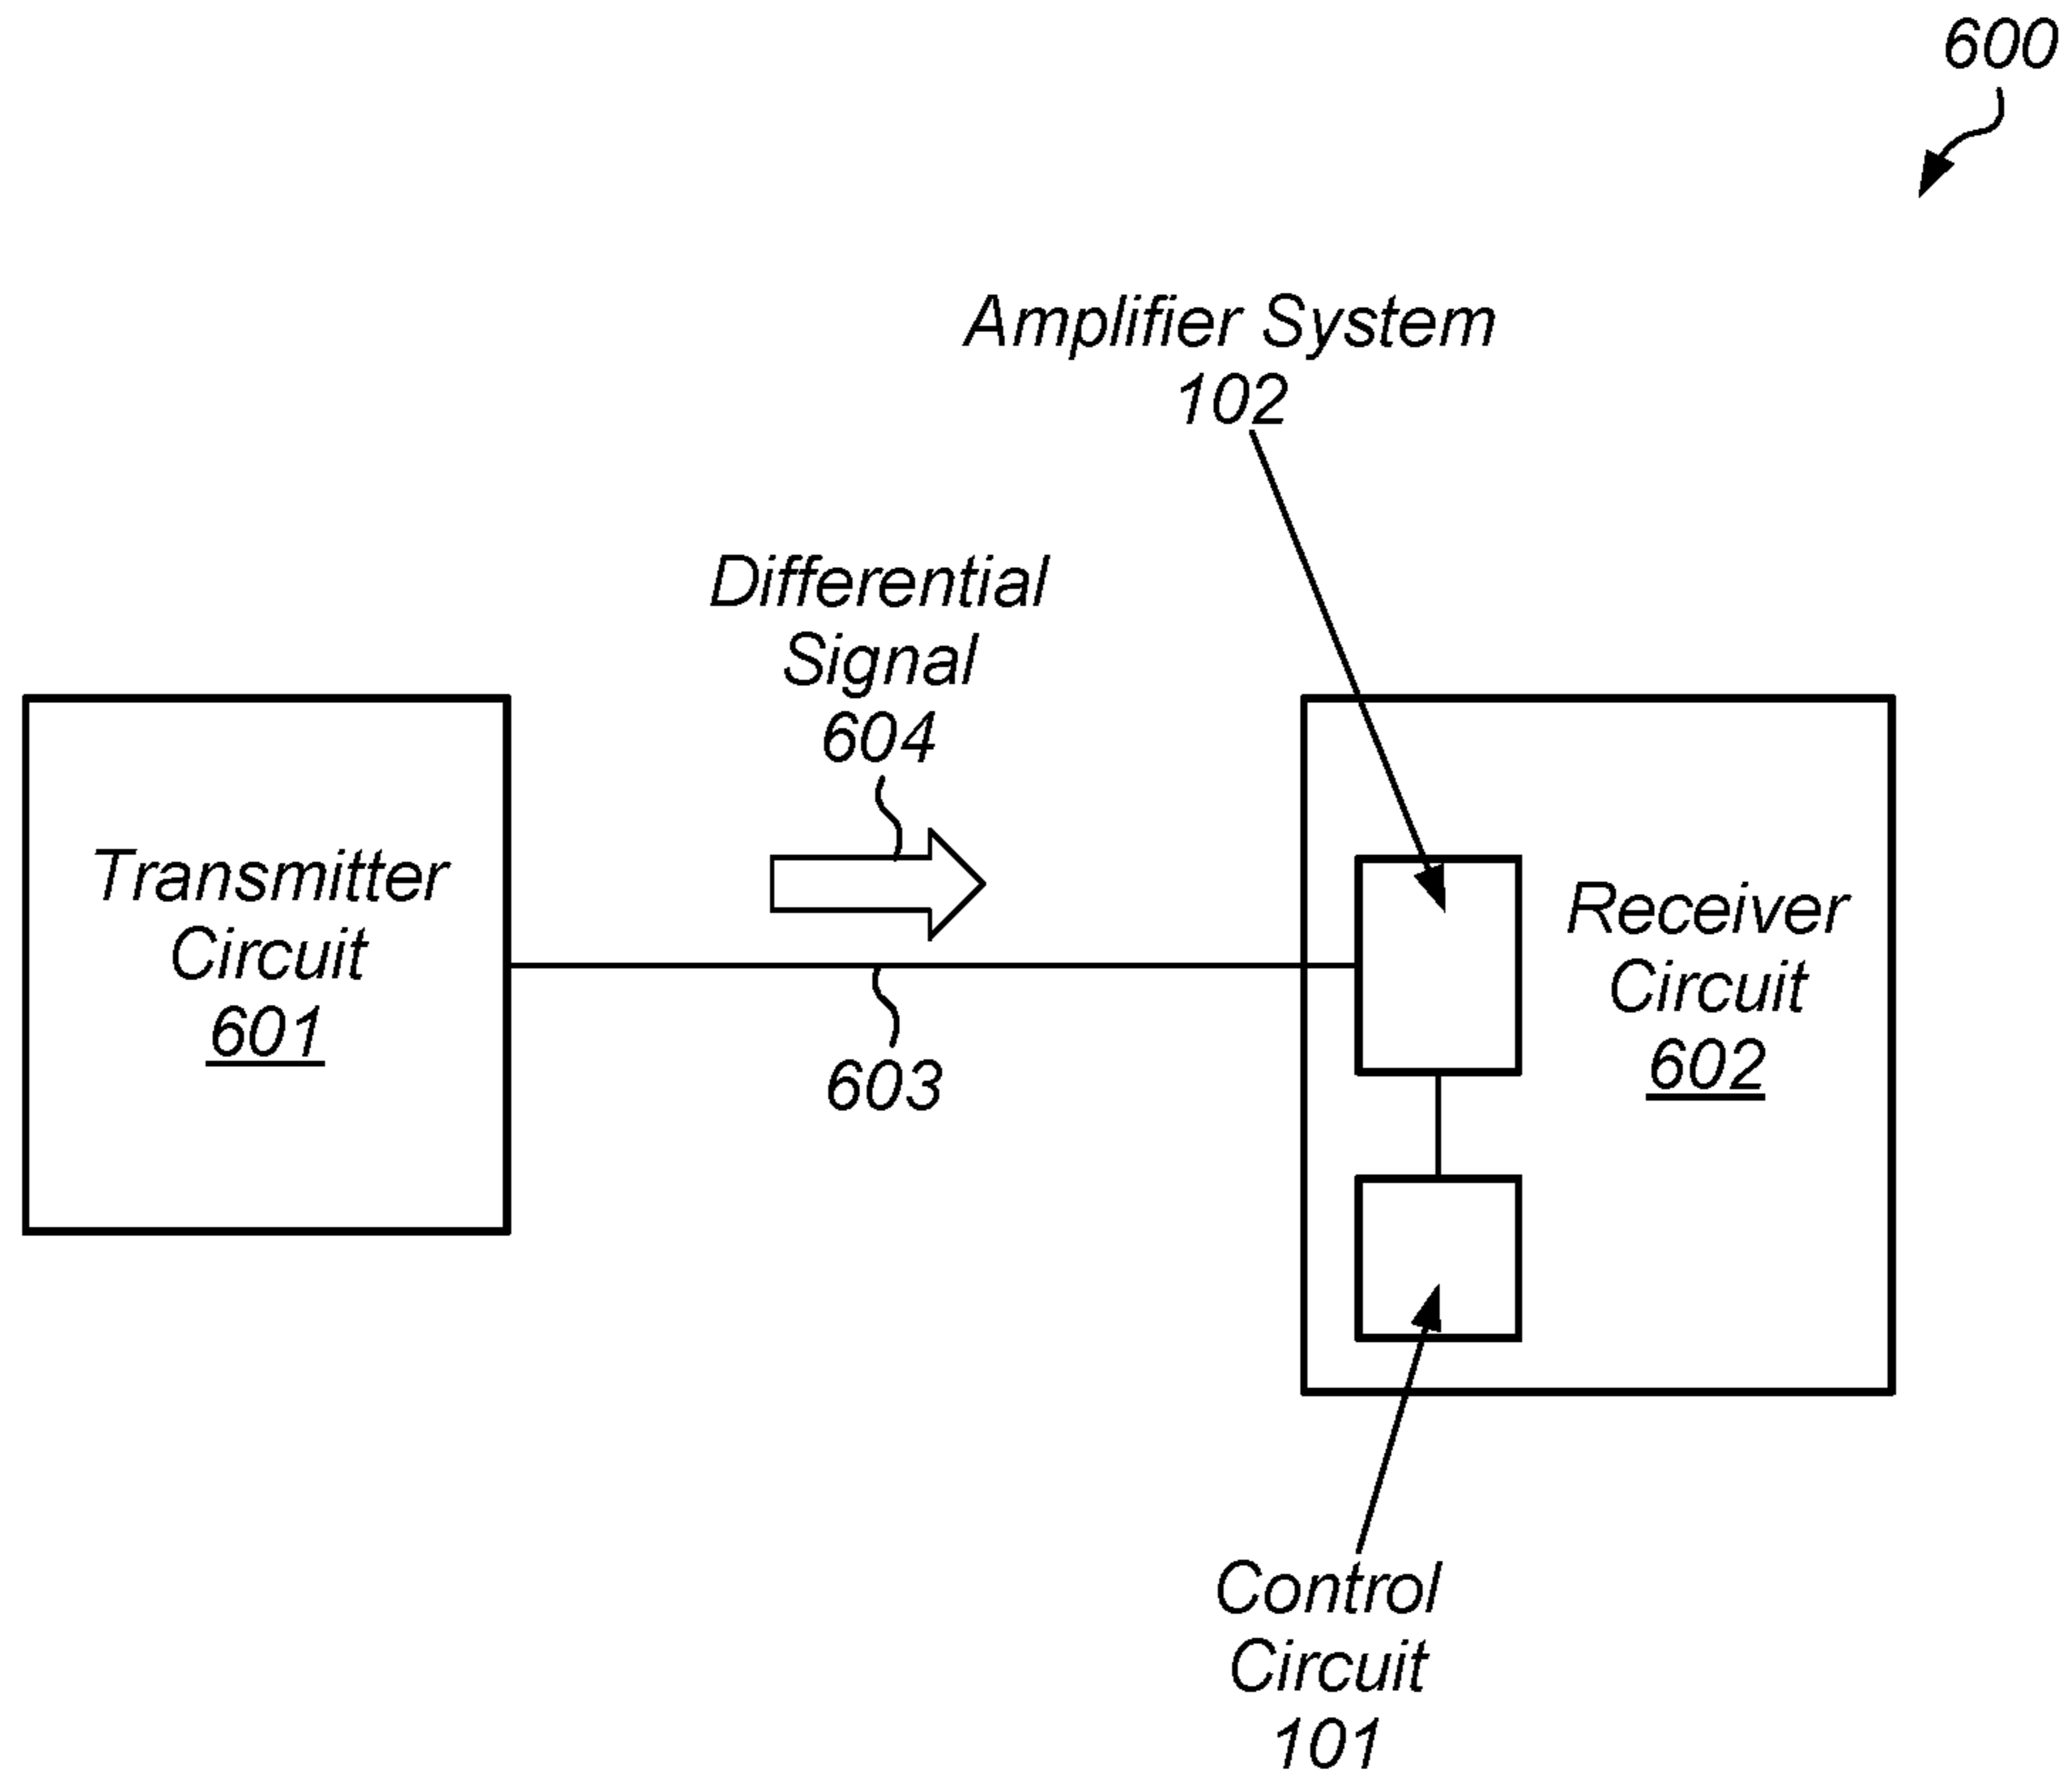 600
Amplifier System
102
Differential
Signal
604
Transmitter
Circuit
601
Receiver
Circuit
602
603
Control
Circuit
101